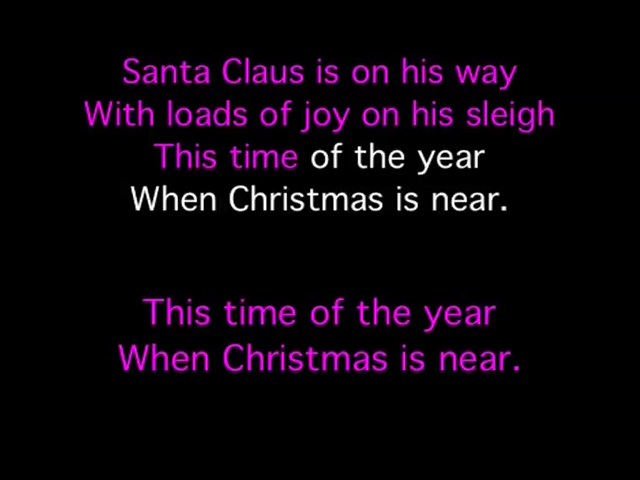 Santa Claus is on his way
With loads of joy on his sleigh
This time of the year
When Christmas is near.
This time of the year
When Christmas is near.